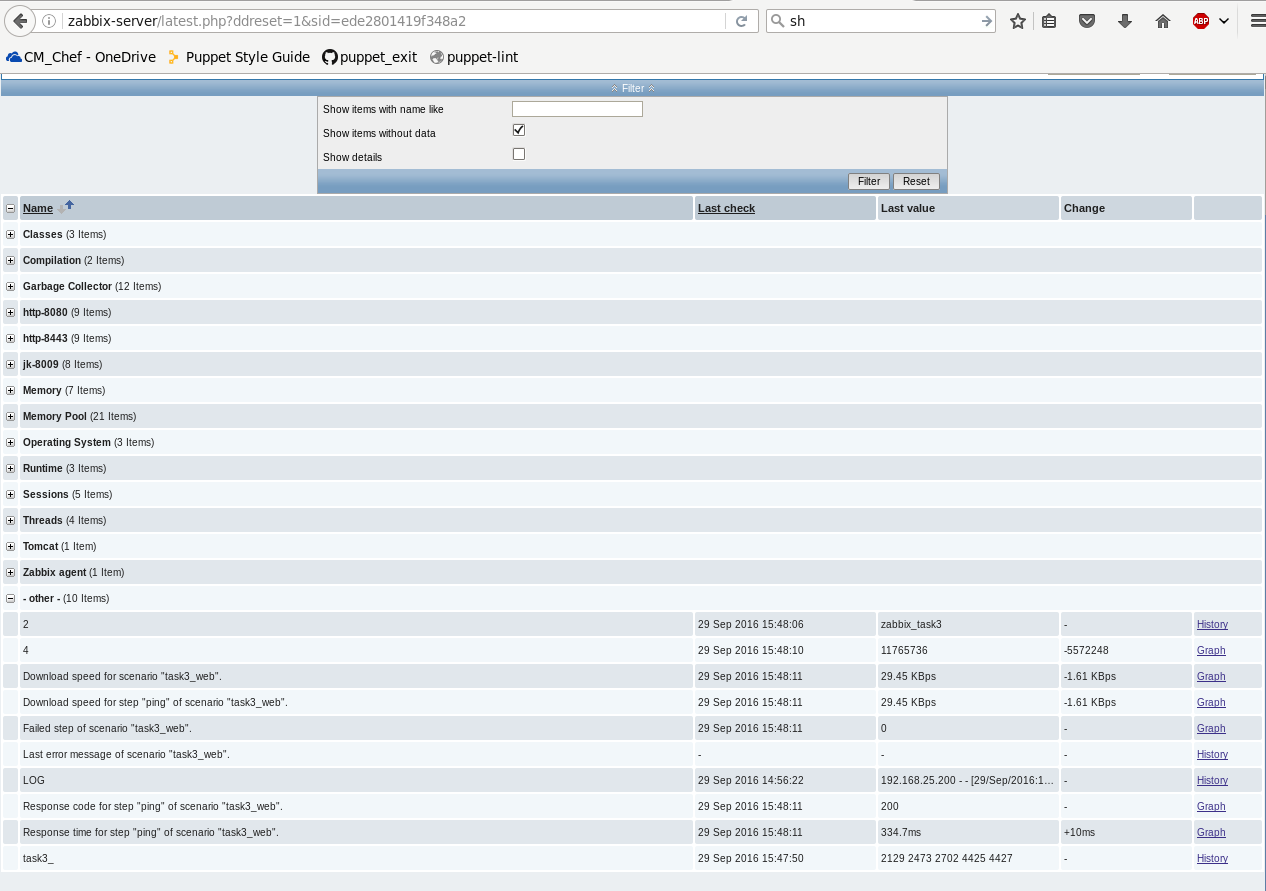 zabbix-server/latest.php?ddreset=1&sid=ede2801419f348a2 sh ABP
CM_Chef - OneDrive Puppet Style Guide puppet_exit puppet-lint
Filter
Show items with name like
Show items without data
Show details
Filter Reset
Name Last check Last value Change
Classes (3 Items)
Compilation (2 Items)
Garbage Collector (12 Items)
http-8080 (9 Items)
http-8443 (9 Items)
jk-8009 (8 Items)
Memory (7 Items)
Memory Pool (21 Items)
Operating System (3 Items)
Runtime (3 Items)
Sessions (5 Items)
Threads (4 Items)
Tomcat (1 Item)
Zabbix agent (1 Item)
- other - (10 Items)
2 29 Sep 2016 15:48:06 zabbix_task3 - History
4 29 Sep 2016 15:48:10 11765736 -5572248 Graph
Download speed for scenario "task3_web". 29 Sep 2016 15:48:11 29.45 KBps -1.61 KBps Graph
Download speed for step "ping" of scenario "task3_web". 29 Sep 2016 15:48:11 29.45 KBps -1.61 KBps Graph
Failed step of scenario "task3_web". 29 Sep 2016 15:48:11 0 - Graph
Last error message of scenario "task3_web". - - - History
LOG 29 Sep 2016 14:56:22 192.168.25.200 - - [29/Sep/2016:1... - History
Response code for step "ping" of scenario "task3_web". 29 Sep 2016 15:48:11 200 - Graph
Response time for step "ping" of scenario "task3_web". 29 Sep 2016 15:48:11 334.7ms +10ms Graph
task3_ 29 Sep 2016 15:47:50 2129 2473 2702 4425 4427 - History